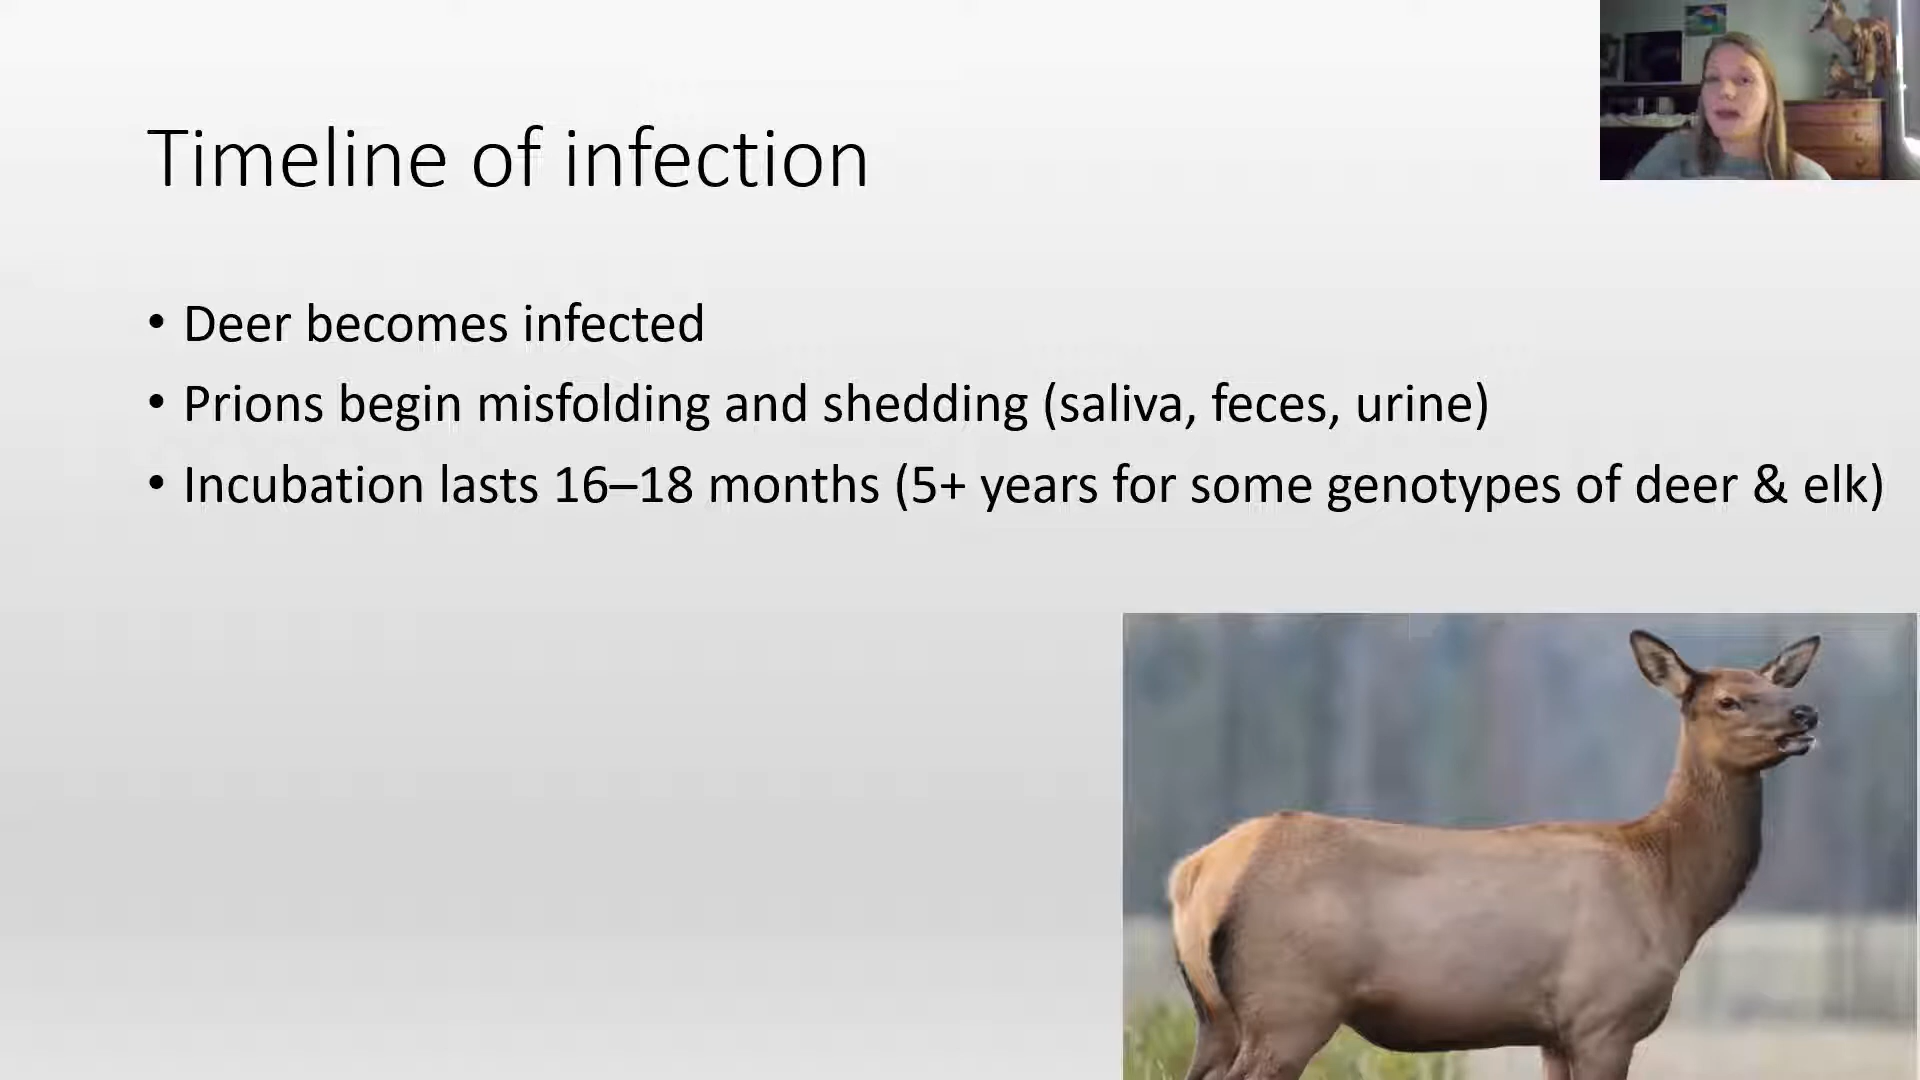 Timeline of infection
• Deer becomes infected
• Prions begin misfolding and shedding (saliva, feces, urine)
• Incubation lasts 16–18 months (5+ years for some genotypes of deer & elk)